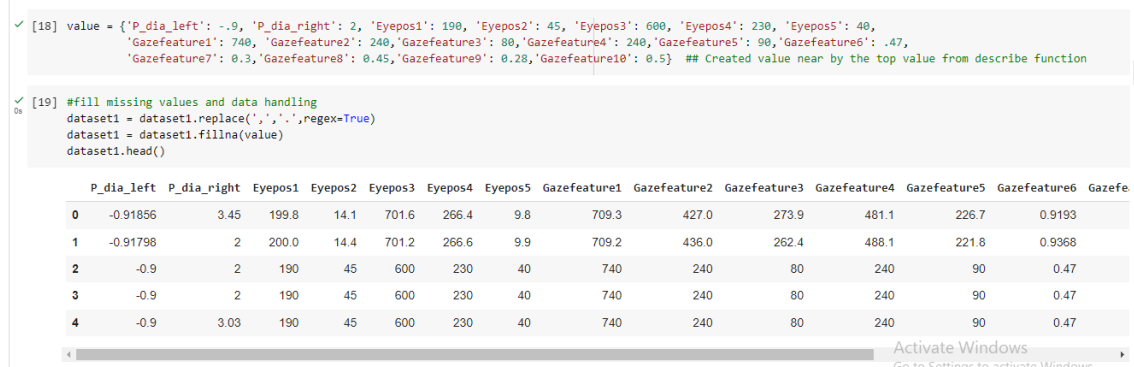 [18] value = {'P_dia_left': -.9, 'P_dia_right': 2, 'Eyepos1': 190, 'Eyepos2': 45, 'Eyepos3': 600, 'Eyepos4': 230, 'Eyepos5': 40,
'Gazefeature1': 740, 'Gazefeature2': 240,'Gazefeature3': 80,'Gazefeature4': 240,'Gazefeature5': 90,'Gazefeature6': .47,
'Gazefeature7': 0.3,'Gazefeature8': 0.45,'Gazefeature9': 0.28,'Gazefeature10': 0.5} ## Created value near by the top value from describe function
[19] #fill missing values and data handling
0s
dataset1 = dataset1.replace(',','.',regex=True)
dataset1 = dataset1.fillna(value)
dataset1.head()
P_dia_left P_dia_right Eyepos1 Eyepos2 Eyepos3 Eyepos4 Eyepos5 Gazefeature1 Gazefeature2 Gazefeature3 Gazefeature4 Gazefeature5 Gazefeature6 Gazefe
0 -0.91856 3.45 199.8 14.1 701.6 266.4 9.8 709.3 427.0 273.9 481.1 226.7 0.9193
1 -0.91798 2 200.0 14.4 701.2 266.6 9.9 709.2 436.0 262.4 488.1 221.8 0.9368
2 -0.9 2 190 45 600 230 40 740 240 80 240 90 0.47
3 -0.9 2 190 45 600 230 40 740 240 80 240 90 0.47
4 -0.9 3.03 190 45 600 230 40 740 240 80 240 90 0.47
Activate Windows
Go to Settings to activate Windows